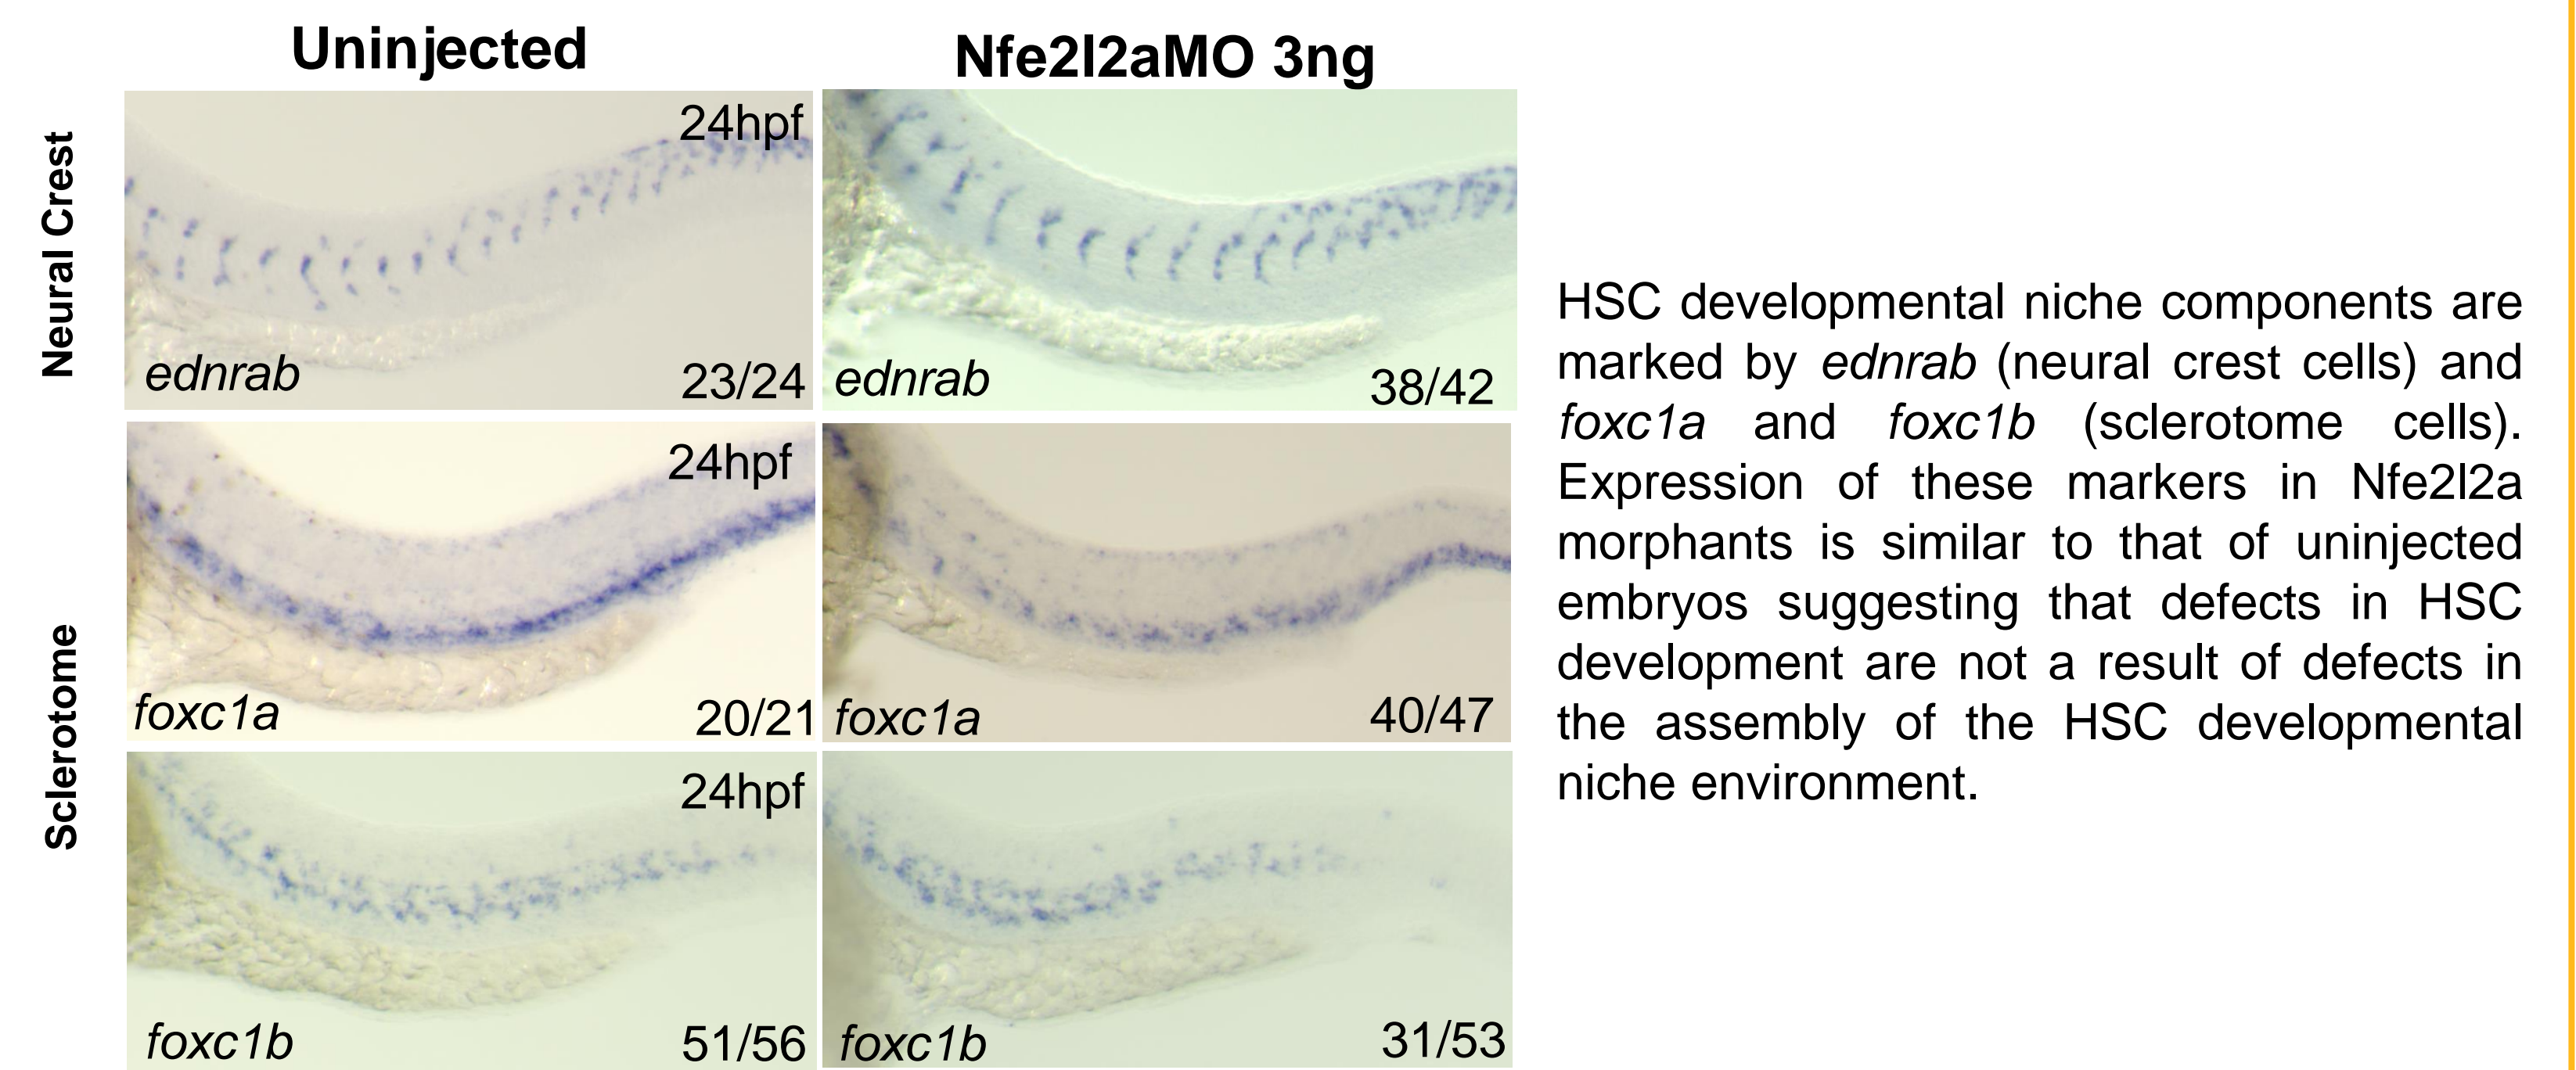 Uninjected
Nfe2l2aMO 3ng
Neural Crest
24hpf
ednrab
23/24
ednrab
38/42
Sclerotome
24hpf
foxc1a
20/21
foxc1a
40/47
24hpf
foxc1b
51/56
foxc1b
31/53
HSC developmental niche components are
marked by ednrab (neural crest cells) and
foxc1a and foxc1b (sclerotome cells).
Expression of these markers in Nfe2l2a
morphants is similar to that of uninjected
embryos suggesting that defects in HSC
development are not a result of defects in
the assembly of the HSC developmental
niche environment.